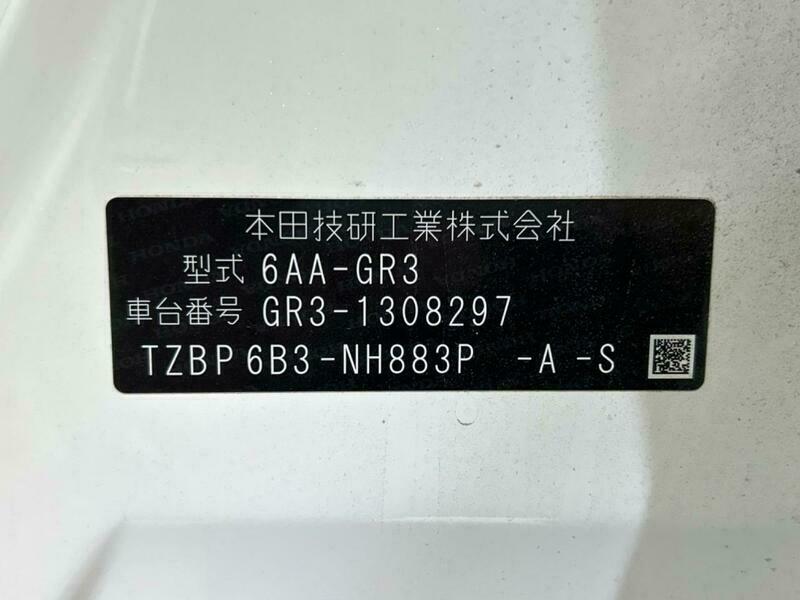 本田技研工業株式会社
型式 6AA-GR3
車台番号 GR3-1308297
TZBP 6B3-NH883P -A -S